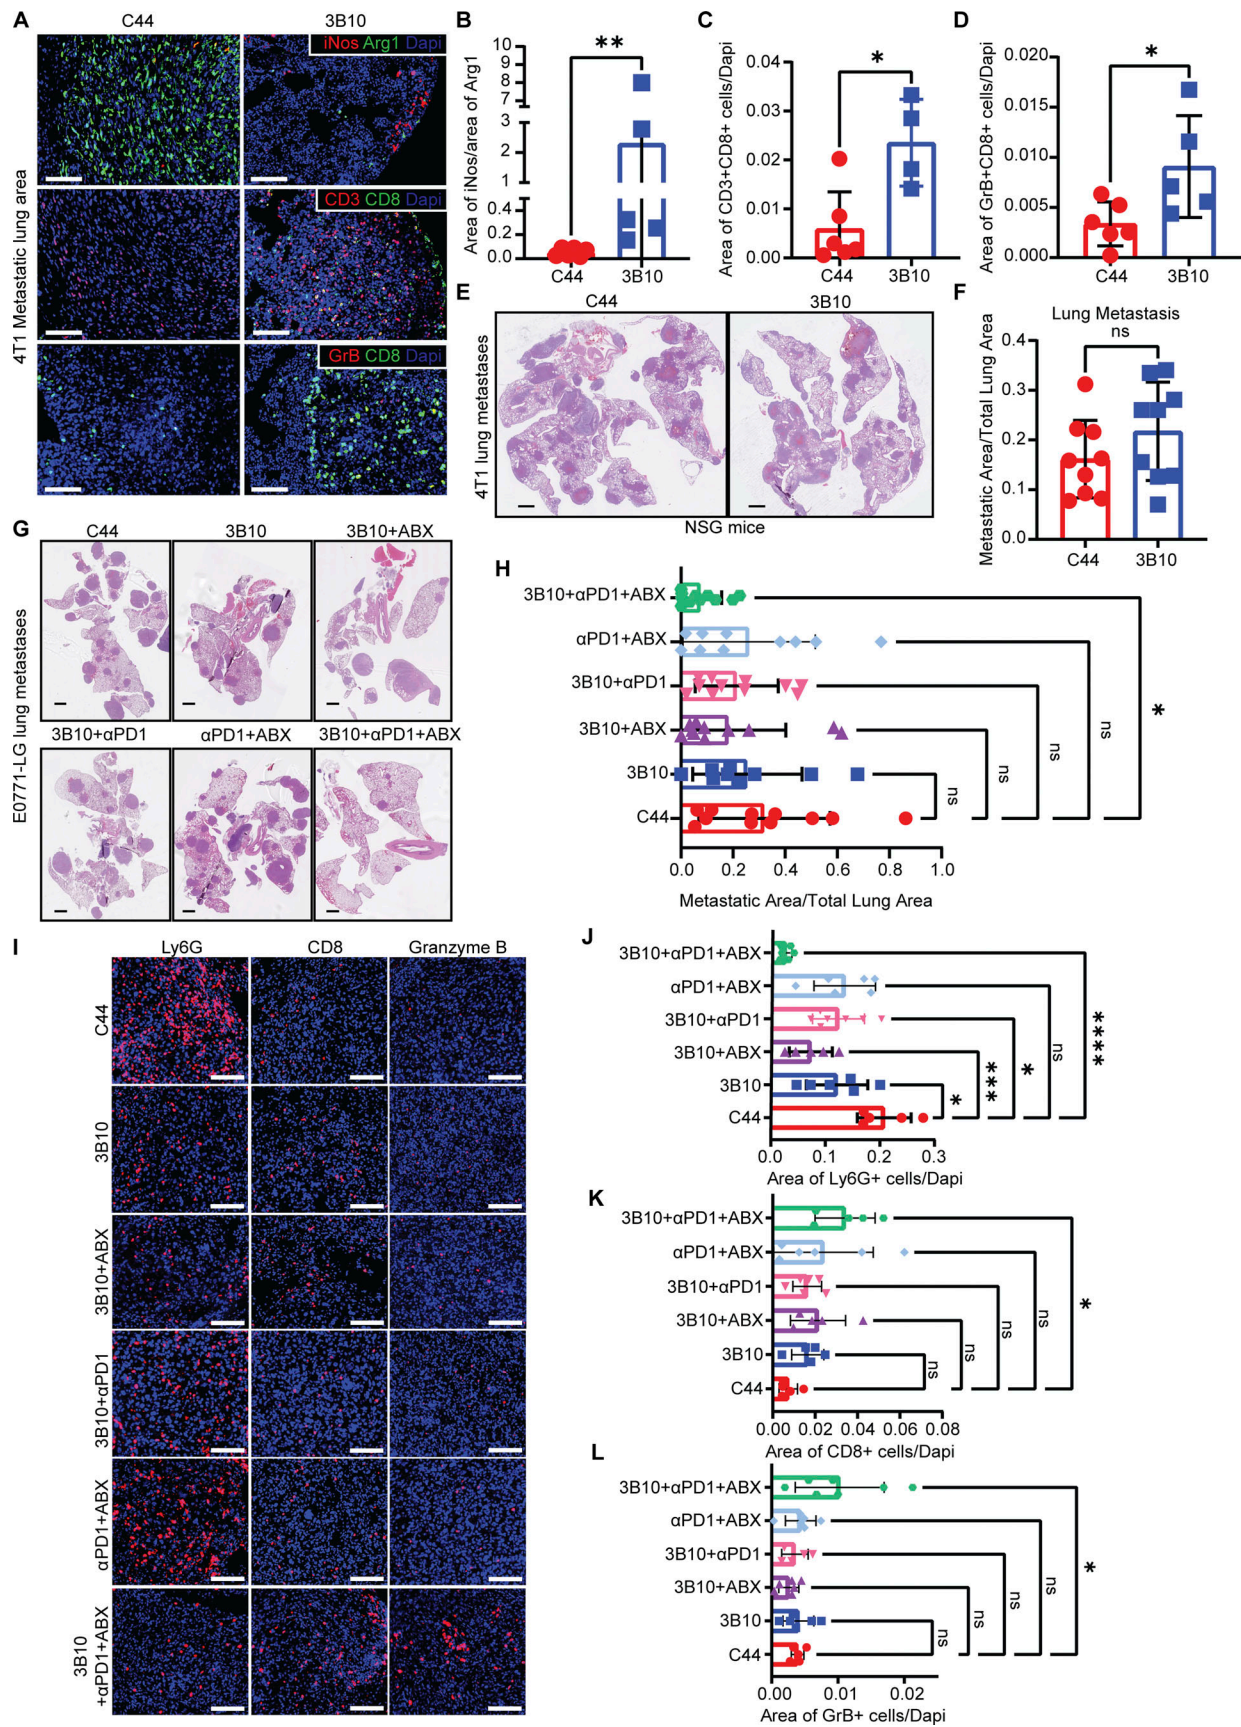 A
C44
3B10
4T1 Metastatic lung area
iNos Arg1 Dapi
CD3 CD8 Dapi
GrB CD8 Dapi
B
Area of iNos/area of Arg1
10
9
8
7
3
2
1
0.4
0.2
0.0
**
C44
3B10
C
Area of CD3+CD8+ cells/Dapi
0.04
0.03
0.02
0.01
0.00
*
C44
3B10
D
Area of GrB+CD8+ cells/Dapi
0.020
0.015
0.010
0.005
0.000
*
C44
3B10
E
C44
3B10
4T1 lung metastases
NSG mice
F
Lung Metastasis
ns
Metastatic Area/Total Lung Area
0.4
0.3
0.2
0.1
0.0
C44
3B10
G
E0771-LG lung metastases
C44
3B10
3B10+ABX
3B10+αPD1
αPD1+ABX
3B10+αPD1+ABX
H
3B10+αPD1+ABX
αPD1+ABX
3B10+αPD1
3B10+ABX
3B10
C44
ns
ns
ns
ns
*
0.0 0.2 0.4 0.6 0.8 1.0
Metastatic Area/Total Lung Area
I
Ly6G
CD8
Granzyme B
C44
3B10
3B10+ABX
3B10+αPD1
αPD1+ABX
3B10
+αPD1+ABX
J
3B10+αPD1+ABX
αPD1+ABX
3B10+αPD1
3B10+ABX
3B10
C44
*
***
*
ns
****
0.0 0.1 0.2 0.3
Area of Ly6G+ cells/Dapi
K
3B10+αPD1+ABX
αPD1+ABX
3B10+αPD1
3B10+ABX
3B10
C44
ns
ns
ns
ns
*
0.00 0.02 0.04 0.06 0.08
Area of CD8+ cells/Dapi
L
3B10+αPD1+ABX
αPD1+ABX
3B10+αPD1
3B10+ABX
3B10
C44
ns
ns
ns
ns
*
0.00 0.01 0.02
Area of GrB+ cells/Dapi